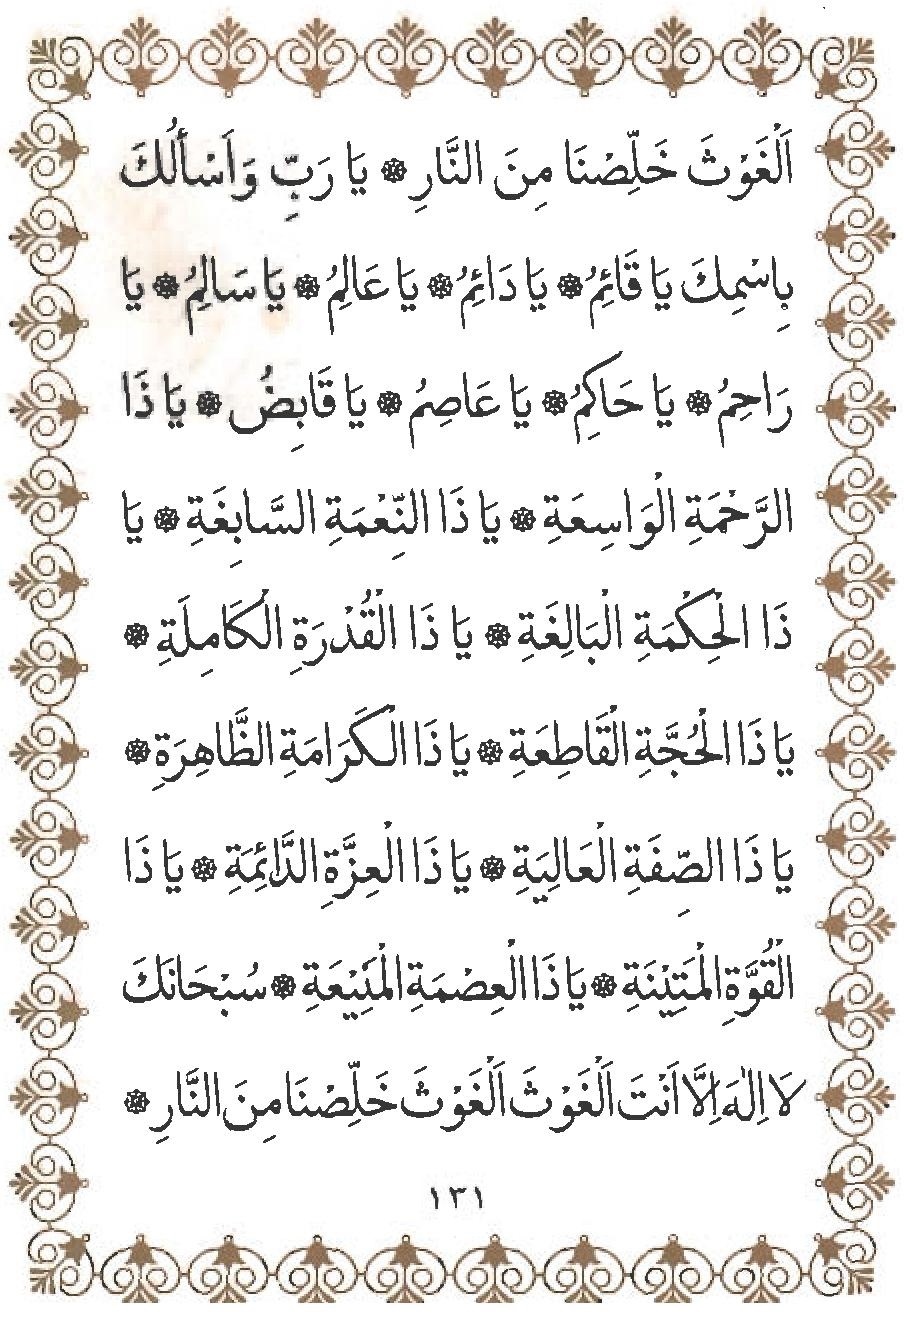 اَلْغَوْثَ خَلِّصْنَا مِنَ النَّارِ ۞ يَا رَبِّ وَاَسْأَلُكَ
بِاسْمِكَ يَا قَائِمُ ۞ يَا دَائِمُ ۞ يَا عَالِمُ ۞ يَا سَالِمُ ۞ يَا
رَاحِمُ ۞ يَا حَاكِمُ ۞ يَا عَاصِمُ ۞ يَا قَابِضُ ۞ يَا ذَا
الرَّحْمَةِ الْوَاسِعَةِ ۞ يَا ذَا النِّعْمَةِ السَّابِغَةِ ۞ يَا
ذَا الْحِكْمَةِ الْبَالِغَةِ ۞ يَا ذَا الْقُدْرَةِ الْكَامِلَةِ ۞
يَا ذَا الْحُجَّةِ الْقَاطِعَةِ ۞ يَا ذَا الْكَرَامَةِ الظَّاهِرَةِ ۞
يَا ذَا الصِّفَةِ الْعَالِيَةِ ۞ يَا ذَا الْعِزَّةِ الدَّائِمَةِ ۞ يَا ذَا
الْقُوَّةِ الْمَتِيْنَةِ ۞ يَا ذَا الْعِصْمَةِ الْمَنِيْعَةِ ۞ سُبْحَانَكَ
لَا اِلٰهَ اِلَّا اَنْتَ اَلْغَوْثَ اَلْغَوْثَ خَلِّصْنَا مِنَ النَّارِ ۞
١٣١